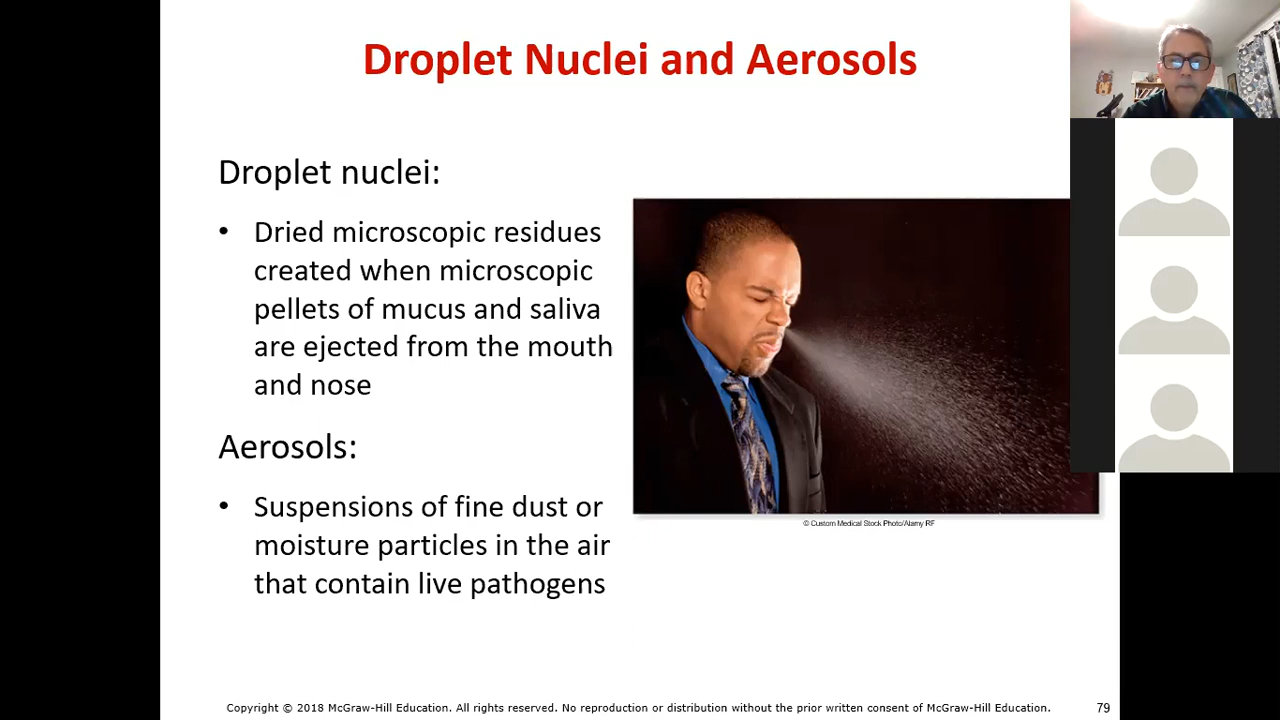 Droplet Nuclei and Aerosols
Droplet nuclei:
• Dried microscopic residues
created when microscopic
pellets of mucus and saliva
are ejected from the mouth
and nose
Aerosols:
• Suspensions of fine dust or
moisture particles in the air
that contain live pathogens
© Custom Medical Stock Photo/Alamy RF
Copyright © 2018 McGraw-Hill Education. All rights reserved. No reproduction or distribution without the prior written consent of McGraw-Hill Education.
79